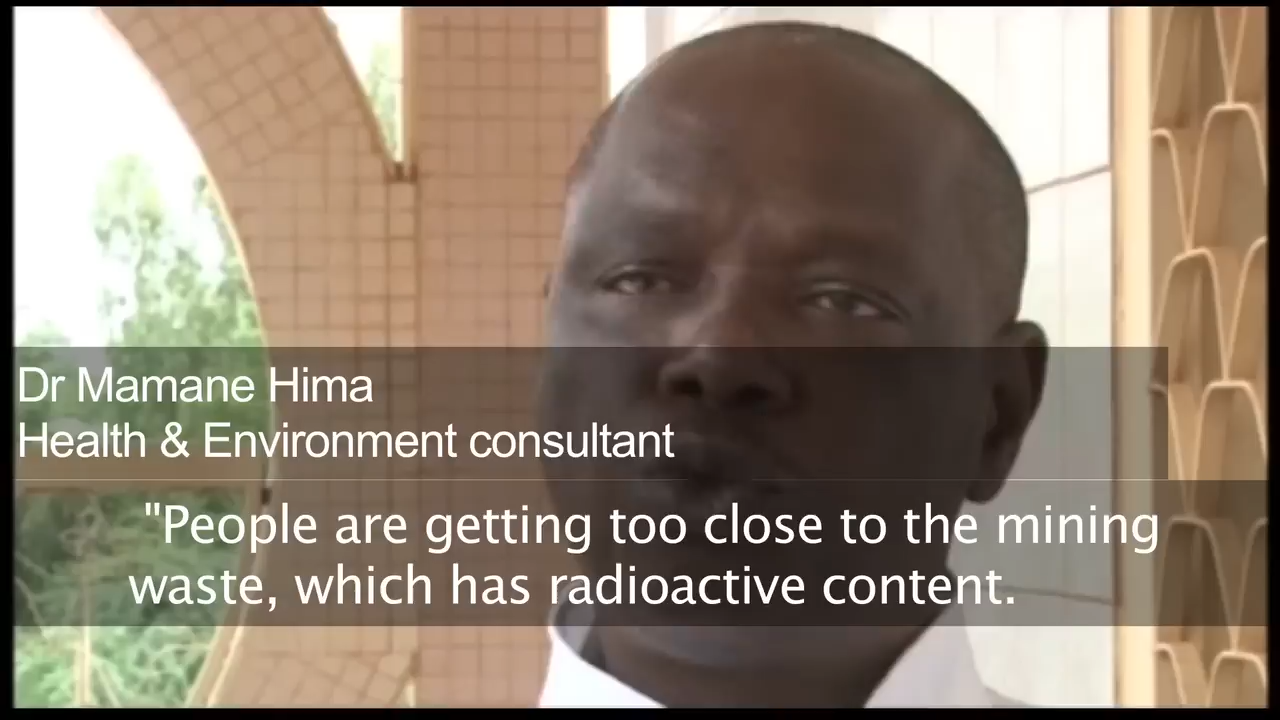 Dr Mamane Hima
Health & Environment consultant
"People are getting too close to the mining
waste, which has radioactive content.